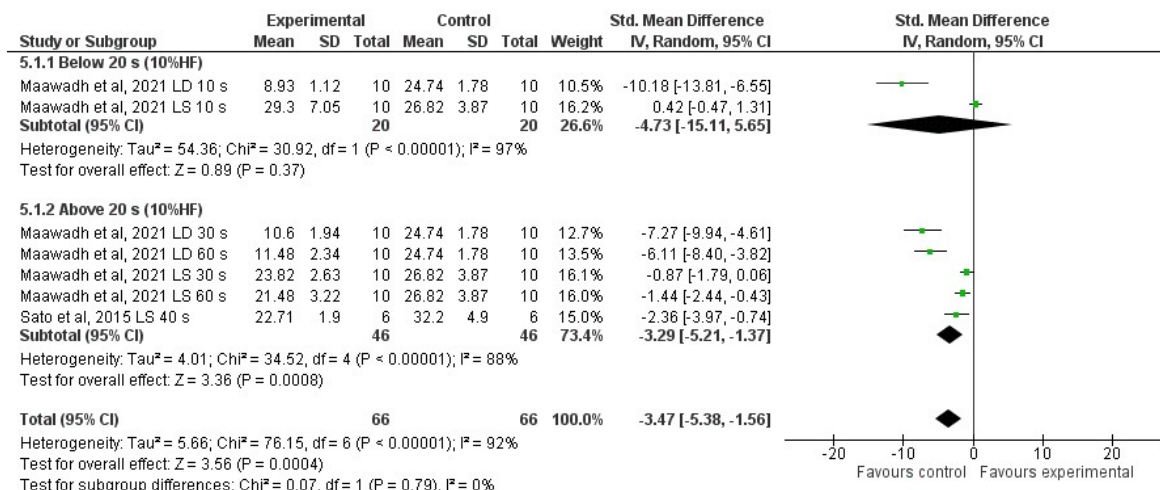 Experimental Control Std. Mean Difference Std. Mean Difference
Study or Subgroup Mean SD Total Mean SD Total Weight IV, Random, 95% CI IV, Random, 95% CI
5.1.1 Below 20 s (10%HF)
Maawadh et al, 2021 LD 10 s 8.93 1.12 10 24.74 1.78 10 10.5% -10.18 [-13.81, -6.55]
Maawadh et al, 2021 LS 10 s 29.3 7.05 10 26.82 3.87 10 16.2% 0.42 [-0.47, 1.31]
Subtotal (95% CI) 20 20 26.6% -4.73 [-15.11, 5.65]
Heterogeneity: Tau² = 54.36; Chi² = 30.92, df = 1 (P < 0.00001); I² = 97%
Test for overall effect: Z = 0.89 (P = 0.37)
5.1.2 Above 20 s (10%HF)
Maawadh et al, 2021 LD 30 s 10.6 1.94 10 24.74 1.78 10 12.7% -7.27 [-9.94, -4.61]
Maawadh et al, 2021 LD 60 s 11.48 2.34 10 24.74 1.78 10 13.5% -6.11 [-8.40, -3.82]
Maawadh et al, 2021 LS 30 s 23.82 2.63 10 26.82 3.87 10 16.1% -0.87 [-1.79, 0.06]
Maawadh et al, 2021 LS 60 s 21.48 3.22 10 26.82 3.87 10 16.0% -1.44 [-2.44, -0.43]
Sato et al, 2015 LS 40 s 22.71 1.9 6 32.2 4.9 6 15.0% -2.36 [-3.97, -0.74]
Subtotal (95% CI) 46 46 73.4% -3.29 [-5.21, -1.37]
Heterogeneity: Tau² = 4.01; Chi² = 34.52, df = 4 (P < 0.00001); I² = 88%
Test for overall effect: Z = 3.36 (P = 0.0008)
Total (95% CI) 66 66 100.0% -3.47 [-5.38, -1.56]
Heterogeneity: Tau² = 5.66; Chi² = 76.15, df = 6 (P < 0.00001); I² = 92%
Test for overall effect: Z = 3.56 (P = 0.0004)
Test for subgroup differences: Chi² = 0.07, df = 1 (P = 0.79), I² = 0%
-20 -10 0 10 20
Favours control Favours experimental